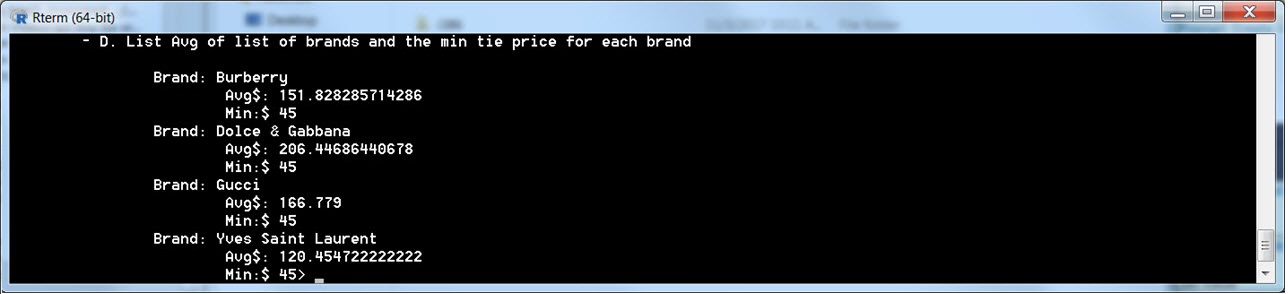 Rterm (64-bit)
- D. List Avg of list of brands and the min tie price for each brand
Brand: Burberry
Avg$: 151.828285714286
Min:$ 45
Brand: Dolce & Gabbana
Avg$: 206.44686440678
Min:$ 45
Brand: Gucci
Avg$: 166.779
Min:$ 45
Brand: Yves Saint Laurent
Avg$: 120.454722222222
Min:$ 45> _